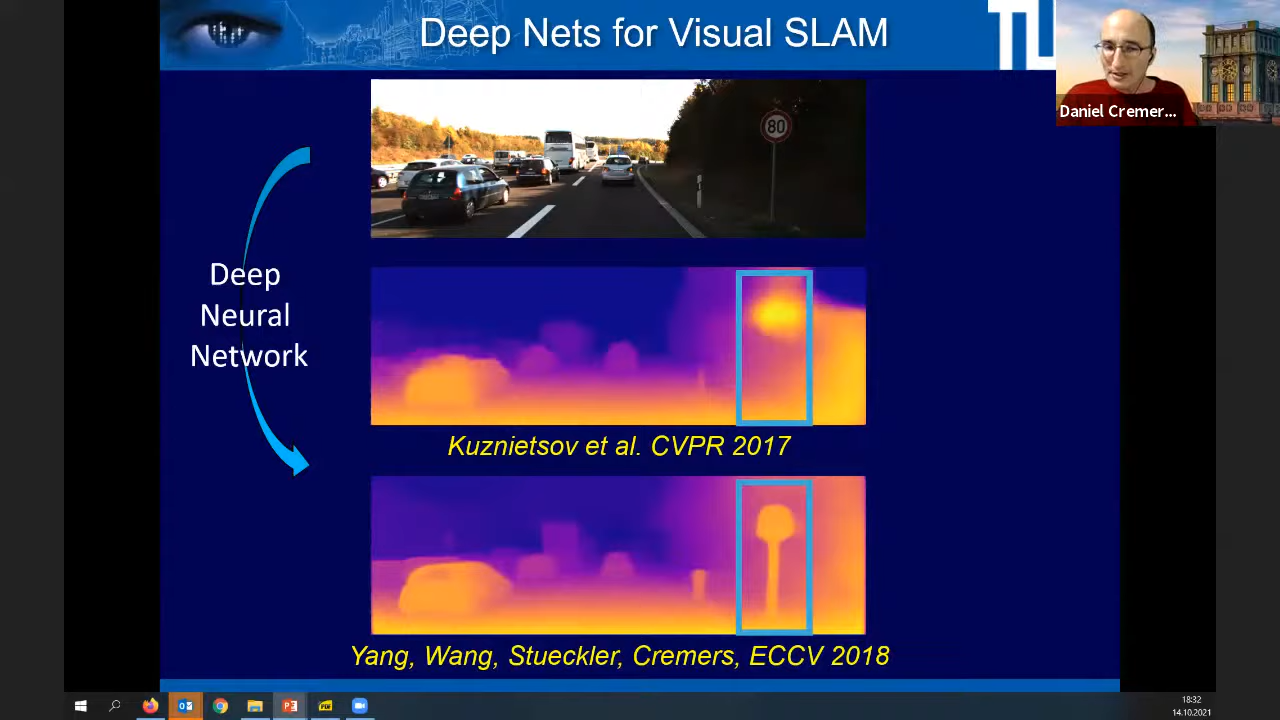 Deep Nets for Visual SLAM
Daniel Cremer...
80
Deep
Neural
Network
Kuznietsov et al. CVPR 2017
Yang, Wang, Stueckler, Cremers, ECCV 2018
18:32
14.10.2021